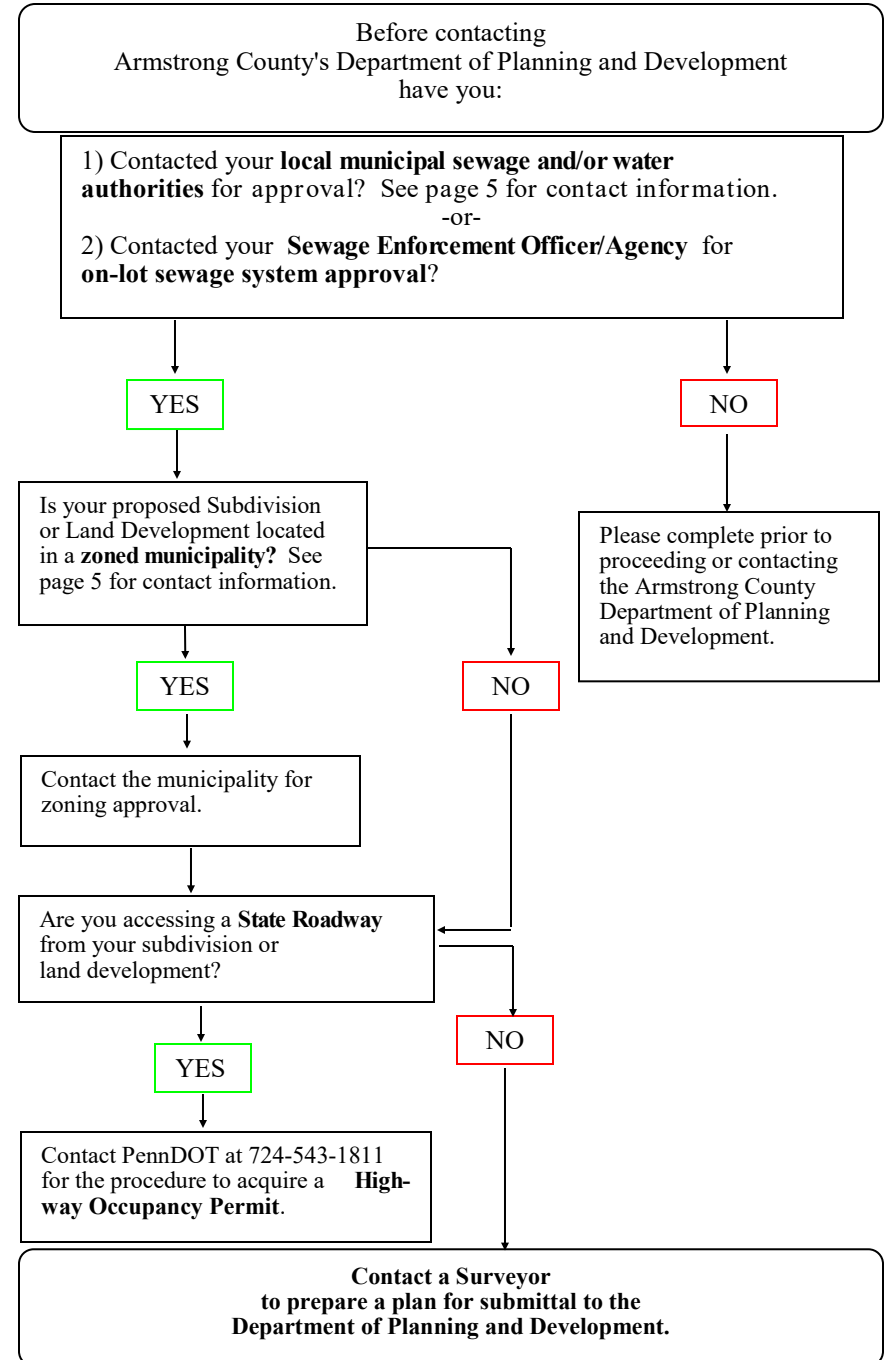 Before contacting
Armstrong County's Department of Planning and Development
have you:
1) Contacted your local municipal sewage and/or water
authorities for approval? See page 5 for contact information.
-or-
2) Contacted your Sewage Enforcement Officer/Agency for
on-lot sewage system approval?
YES
NO
Is your proposed Subdivision
or Land Development located
in a zoned municipality? See
page 5 for contact information.
Please complete prior to
proceeding or contacting
the Armstrong County
Department of Planning
and Development.
YES
NO
Contact the municipality for
zoning approval.
Are you accessing a State Roadway
from your subdivision or
land development?
YES
NO
Contact PennDOT at 724-543-1811
for the procedure to acquire a High-
way Occupancy Permit.
Contact a Surveyor
to prepare a plan for submittal to the
Department of Planning and Development.